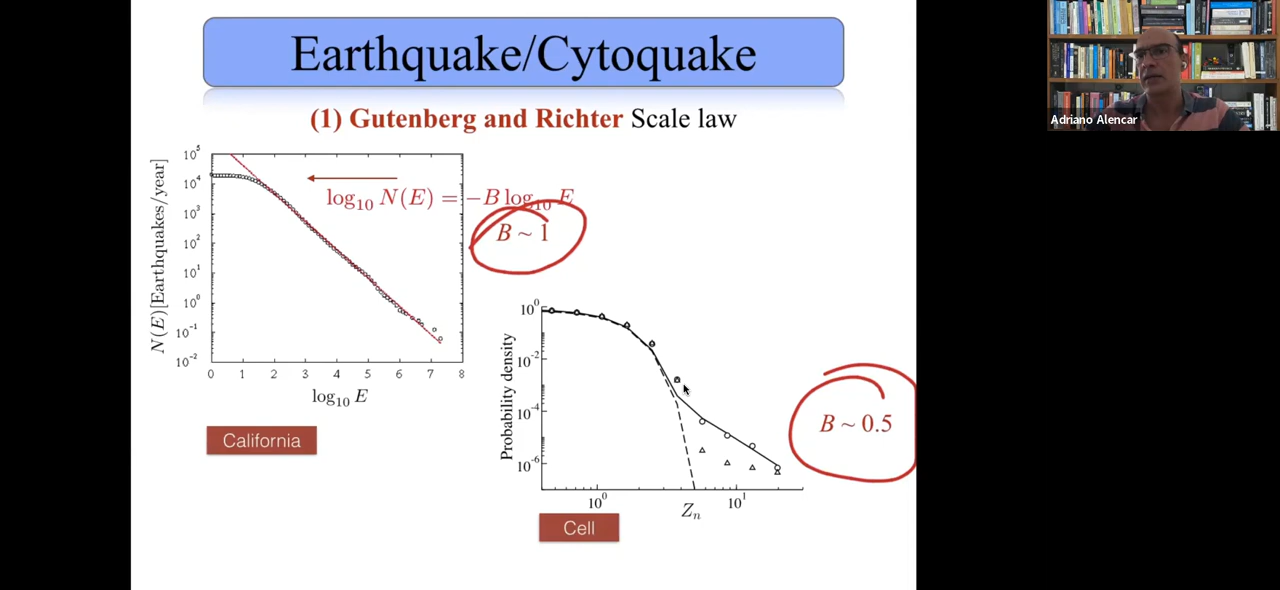 Earthquake/Cytoquake
(1) Gutenberg and Richter Scale law
N(E)[Earthquakes/year]
10^5
10^4
10^3
10^2
10^1
10^0
10^-1
10^-2
0 1 2 3 4 5 6 7 8
log10 E
log10 N(E) = -B log10 E
B ~ 1
California
Probability density
10^0
10^-2
10^-4
10^-6
10^0 10^1
Zn
B ~ 0.5
Cell
Adriano Alencar